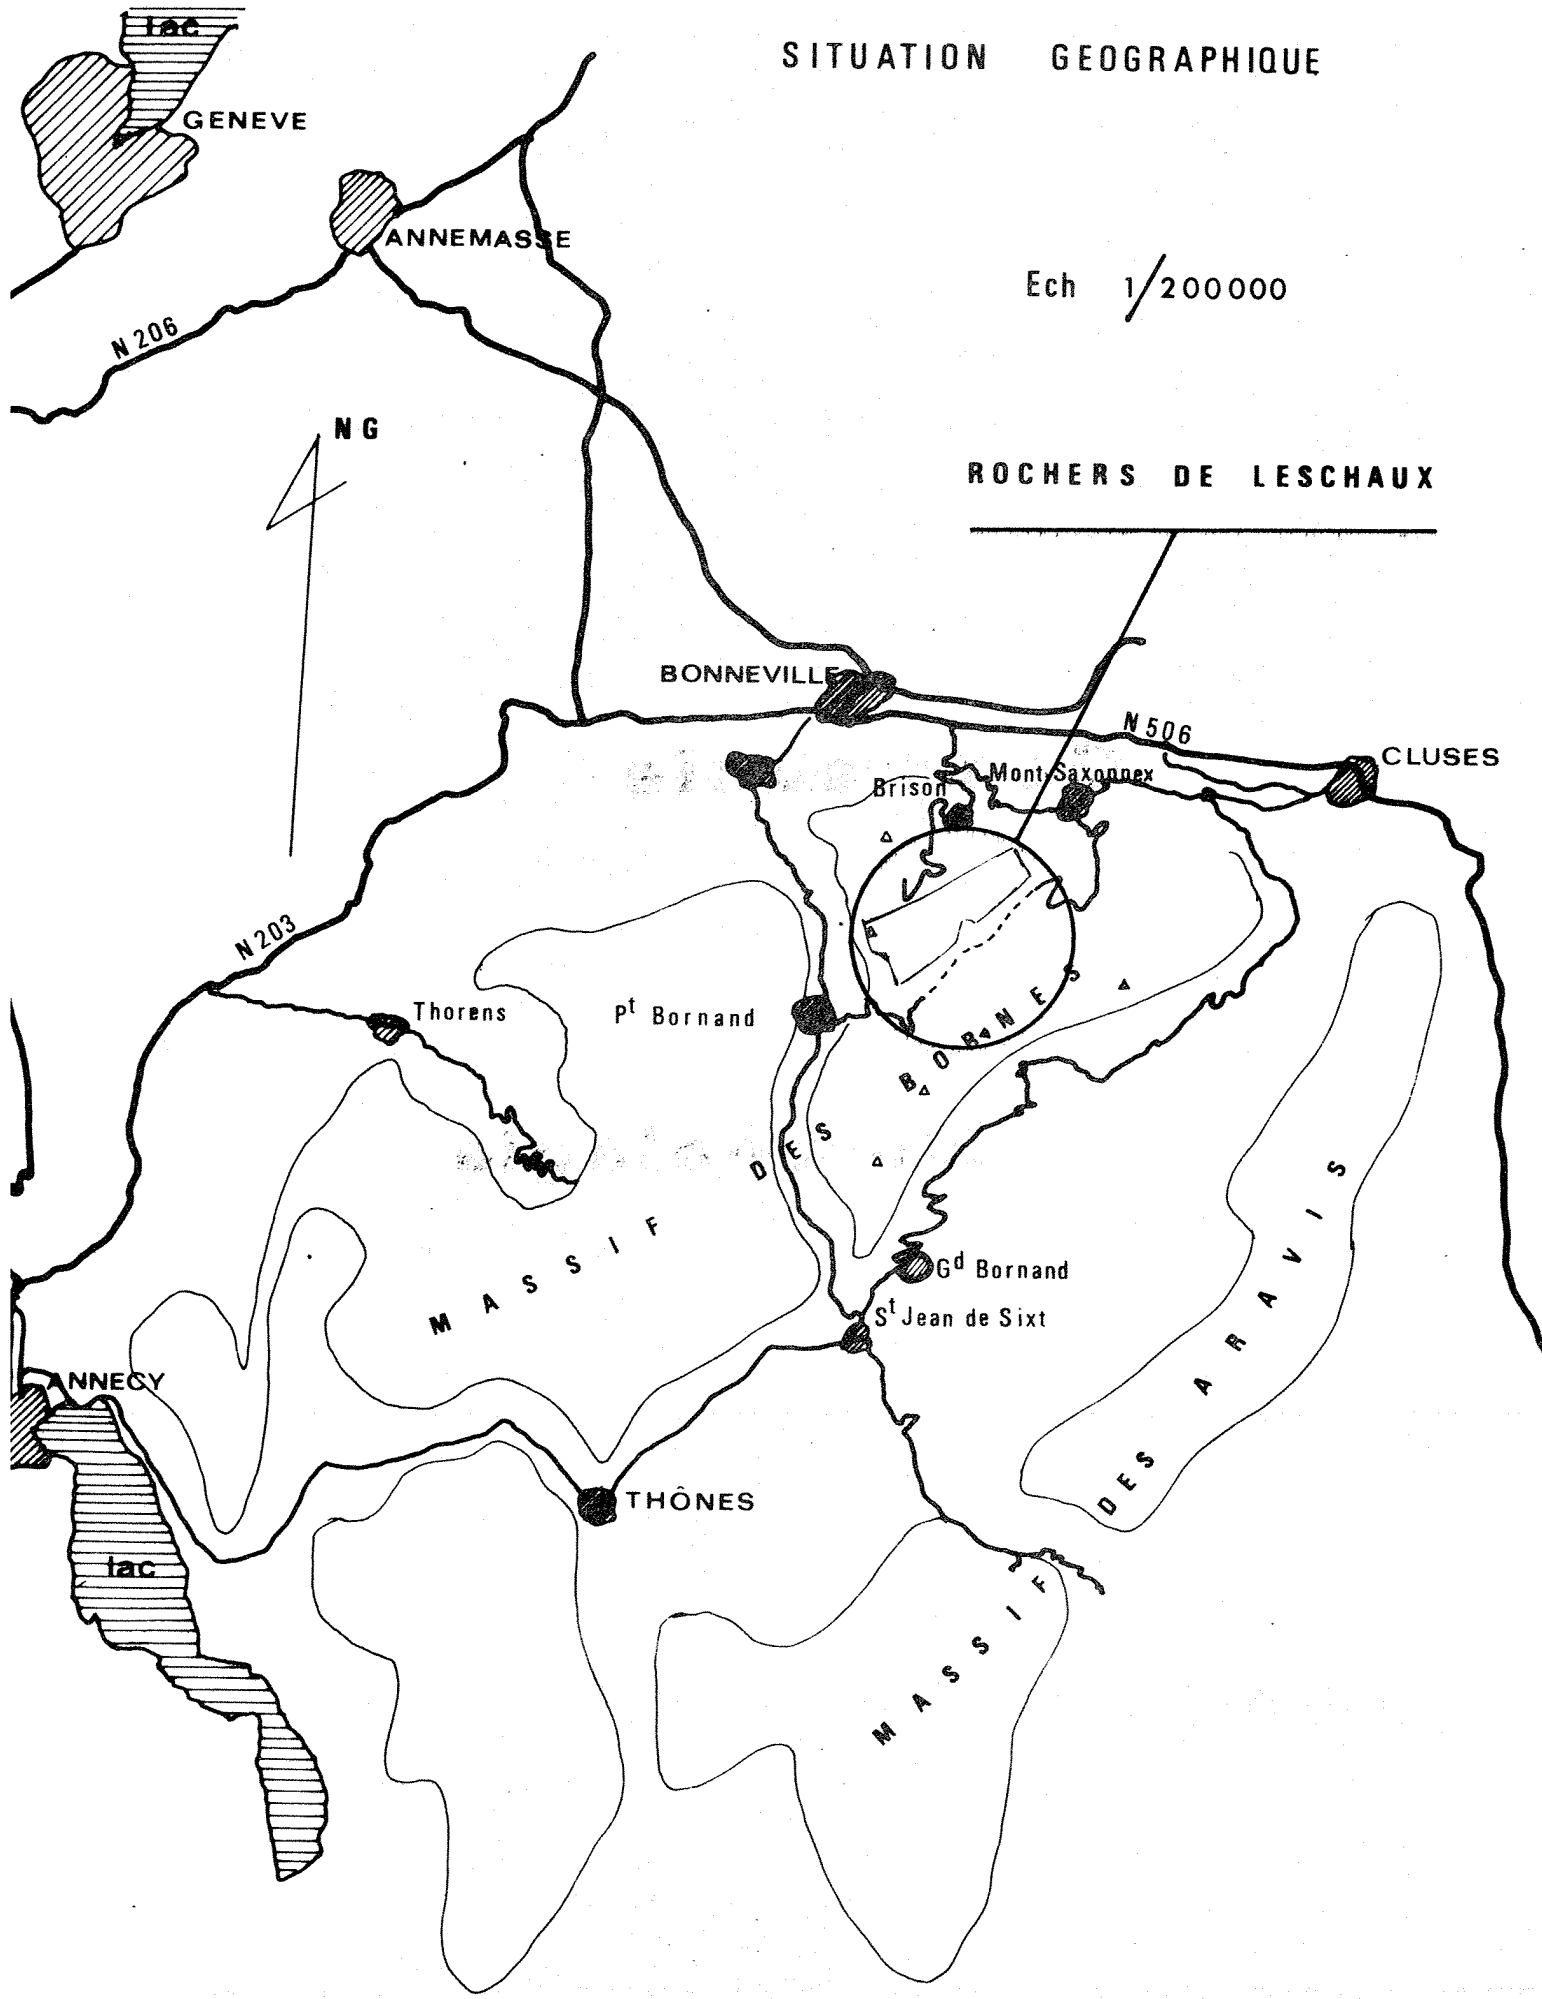 lac
SITUATION GEOGRAPHIQUE
GENEVE
ANNEMASSE
Ech 1/200000
N 206
NG
ROCHERS DE LESCHAUX
BONNEVILLE
N 506
CLUSES
Mont-Saxonnex
Brison
N 203
Thorens
Pt Bornand
MASSIF DES BORNES
Gd Bornand
St Jean de Sixt
ANNECY
THÔNES
lac
MASSIF DES ARAVIS